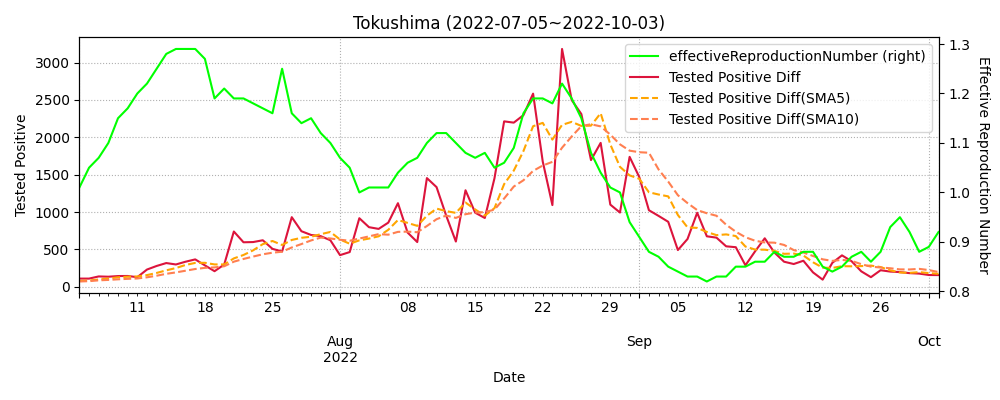 Tokushima (2022-07-05~2022-10-03)
Tested Positive
3000
2500
2000
1500
1000
500
0
effectiveReproductionNumber (right)
Tested Positive Diff
Tested Positive Diff(SMA5)
Tested Positive Diff(SMA10)
1.3
1.2
1.1
1.0
0.9
0.8
Effective Reproduction Number
11 18 25 08 15 22 29 05 12 19 26
Aug Sep Oct
2022
Date